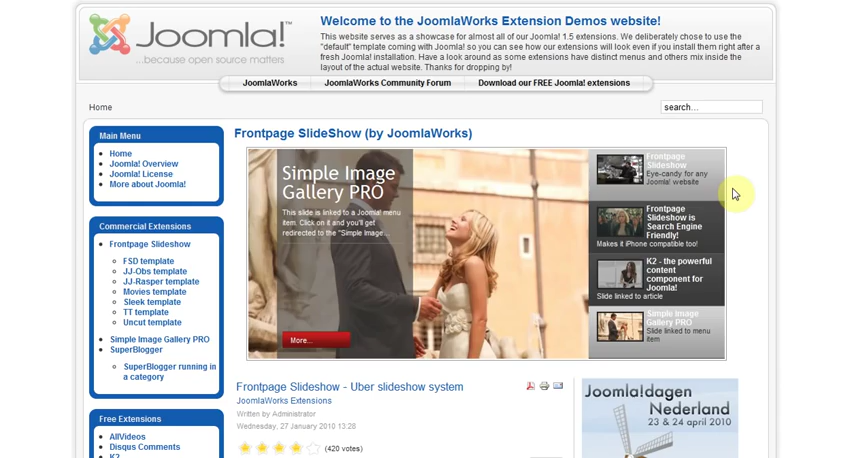 Joomla!™
...because open source matters
Welcome to the JoomlaWorks Extension Demos website!
This website serves as a showcase for almost all of our Joomla! 1.5 extensions. We deliberately chose to use the
"default" template coming with Joomla! so you can see how our extensions will look even if you install them right after a
fresh Joomla! installation. Have a look around as some extensions have distinct menus and others mix inside the
layout of the actual website. Thanks for dropping by!
JoomlaWorks
JoomlaWorks Community Forum
Download our FREE Joomla! extensions
Home
search...
Main Menu
Home
Joomla! Overview
Joomla! License
More about Joomla!
Commercial Extensions
Frontpage Slideshow
FSD template
JJ-Obs template
JJ-Rasper template
Movies template
Sleek template
TT template
Uncut template
Simple Image Gallery PRO
SuperBlogger
SuperBlogger running in
a category
Free Extensions
AllVideos
Disqus Comments
K2
Frontpage SlideShow (by JoomlaWorks)
Simple Image
Gallery PRO
This slide is linked to a Joomla! menu
item. Click on it and you'll get
redirected to the "Simple Image...
More...
Frontpage
Slideshow
Eye-candy for any
Joomla! website
Frontpage
Slideshow is
Search Engine
Friendly!
Makes it iPhone compatible too!
K2 - the powerful
content
component for
Joomla!
Slide linked to article
Simple Image
Gallery PRO
Slide linked to menu
item
Frontpage Slideshow - Uber slideshow system
JoomlaWorks Extensions
Written by Administrator
Wednesday, 27 January 2010 13:28
(420 votes)
Joomla!dagen
Nederland
23 & 24 april 2010